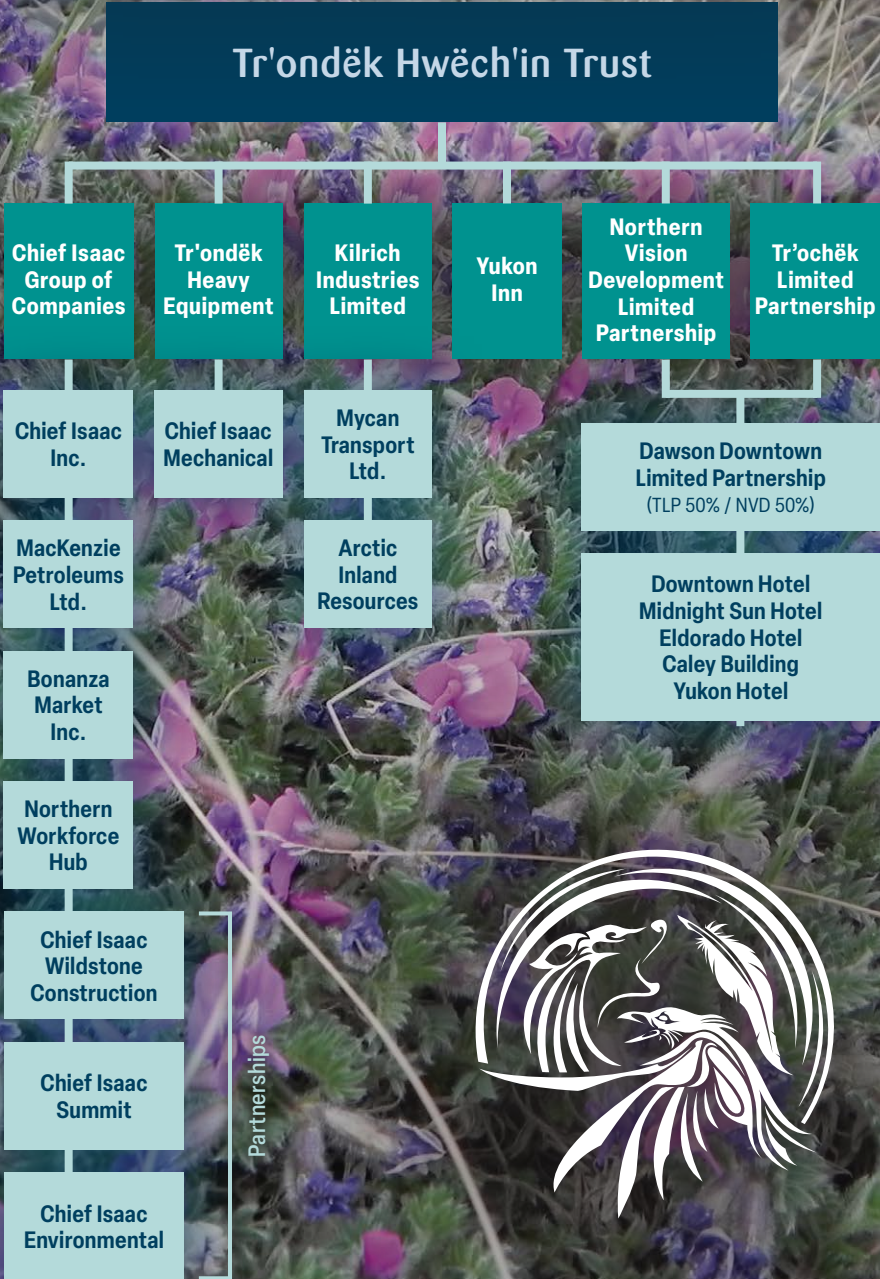 Tr'ondëk Hwëch'in Trust
Chief Isaac
Group of
Companies
Tr'ondëk
Heavy
Equipment
Kilrich
Industries
Limited
Yukon
Inn
Northern
Vision
Development
Limited
Partnership
Tr’ochëk
Limited
Partnership
Chief Isaac
Inc.
MacKenzie
Petroleums
Ltd.
Bonanza
Market
Inc.
Northern
Workforce
Hub
Chief Isaac
Wildstone
Construction
Chief Isaac
Summit
Chief Isaac
Environmental
Partnerships
Chief Isaac
Mechanical
Mycan
Transport
Ltd.
Arctic
Inland
Resources
Dawson Downtown
Limited Partnership
(TLP 50% / NVD 50%)
Downtown Hotel
Midnight Sun Hotel
Eldorado Hotel
Caley Building
Yukon Hotel